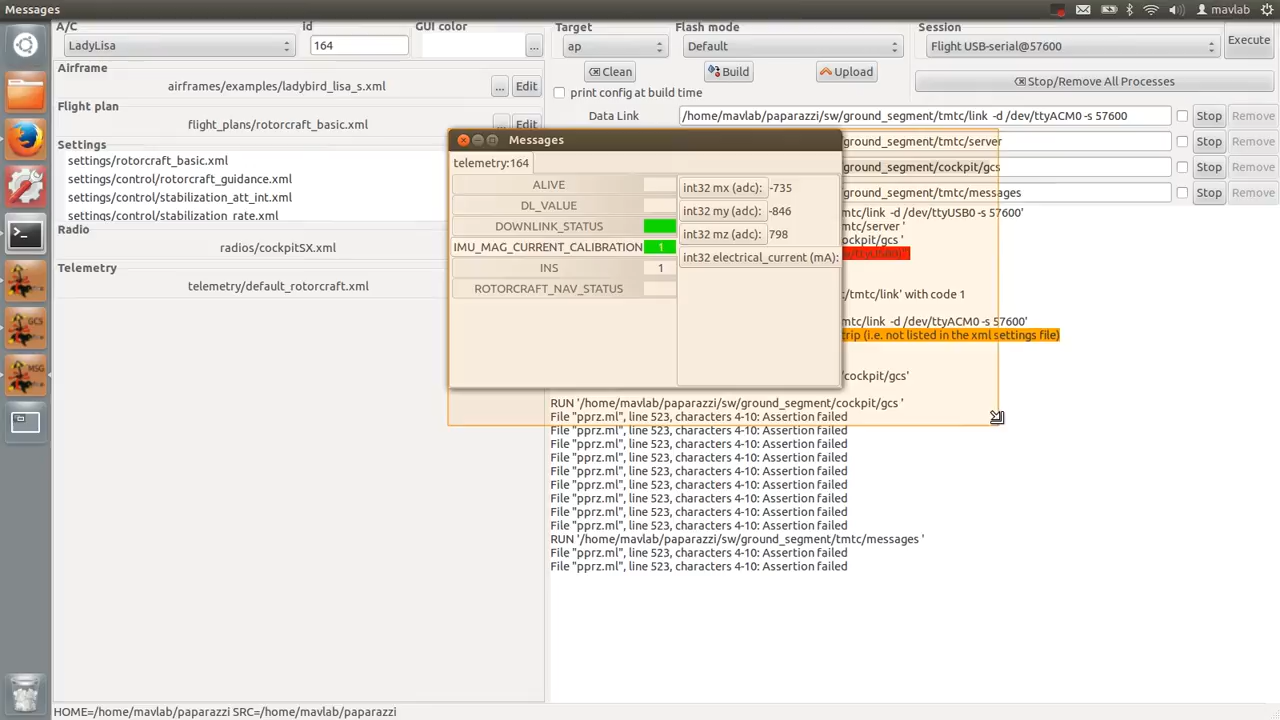 Messages
mavlab
A/C
id
GUI color
Target
Flash mode
Session
LadyLisa
164
...
ap
Default
Flight USB-serial@57600
Execute
Airframe
Clean
Build
Upload
Stop/Remove All Processes
airframes/examples/ladybird_lisa_s.xml
...
Edit
print config at build time
Flight plan
Data Link
/home/mavlab/paparazzi/sw/ground_segment/tmtc/link -d /dev/ttyACM0 -s 57600
Stop
Remove
flight_plans/rotorcraft_basic.xml
...
Edit
Messages
/ground_segment/tmtc/server
Stop
Remove
Settings
telemetry:164
/ground_segment/cockpit/gcs
Stop
Remove
settings/rotorcraft_basic.xml
settings/control/rotorcraft_guidance.xml
settings/control/stabilization_att_int.xml
settings/control/stabilization_rate.xml
/ground_segment/tmtc/messages
Stop
Remove
ALIVE
DL_VALUE
DOWNLINK_STATUS
IMU_MAG_CURRENT_CALIBRATION 1
INS 1
ROTORCRAFT_NAV_STATUS
int32 mx (adc): -735
int32 my (adc): -846
int32 mz (adc): 798
int32 electrical_current (mA):
Radio
radios/cockpitSX.xml
Telemetry
telemetry/default_rotorcraft.xml
mtc/link -d /dev/ttyUSB0 -s 57600'
mtc/server '
ockpit/gcs '
/tmtc/link' with code 1
mtc/link -d /dev/ttyACM0 -s 57600'
trip (i.e. not listed in the xml settings file)
cockpit/gcs'
RUN '/home/mavlab/paparazzi/sw/ground_segment/cockpit/gcs '
File "pprz.ml", line 523, characters 4-10: Assertion failed
File "pprz.ml", line 523, characters 4-10: Assertion failed
File "pprz.ml", line 523, characters 4-10: Assertion failed
File "pprz.ml", line 523, characters 4-10: Assertion failed
File "pprz.ml", line 523, characters 4-10: Assertion failed
File "pprz.ml", line 523, characters 4-10: Assertion failed
File "pprz.ml", line 523, characters 4-10: Assertion failed
File "pprz.ml", line 523, characters 4-10: Assertion failed
File "pprz.ml", line 523, characters 4-10: Assertion failed
RUN '/home/mavlab/paparazzi/sw/ground_segment/tmtc/messages '
File "pprz.ml", line 523, characters 4-10: Assertion failed
File "pprz.ml", line 523, characters 4-10: Assertion failed
GCS
MSG
HOME=/home/mavlab/paparazzi SRC=/home/mavlab/paparazzi